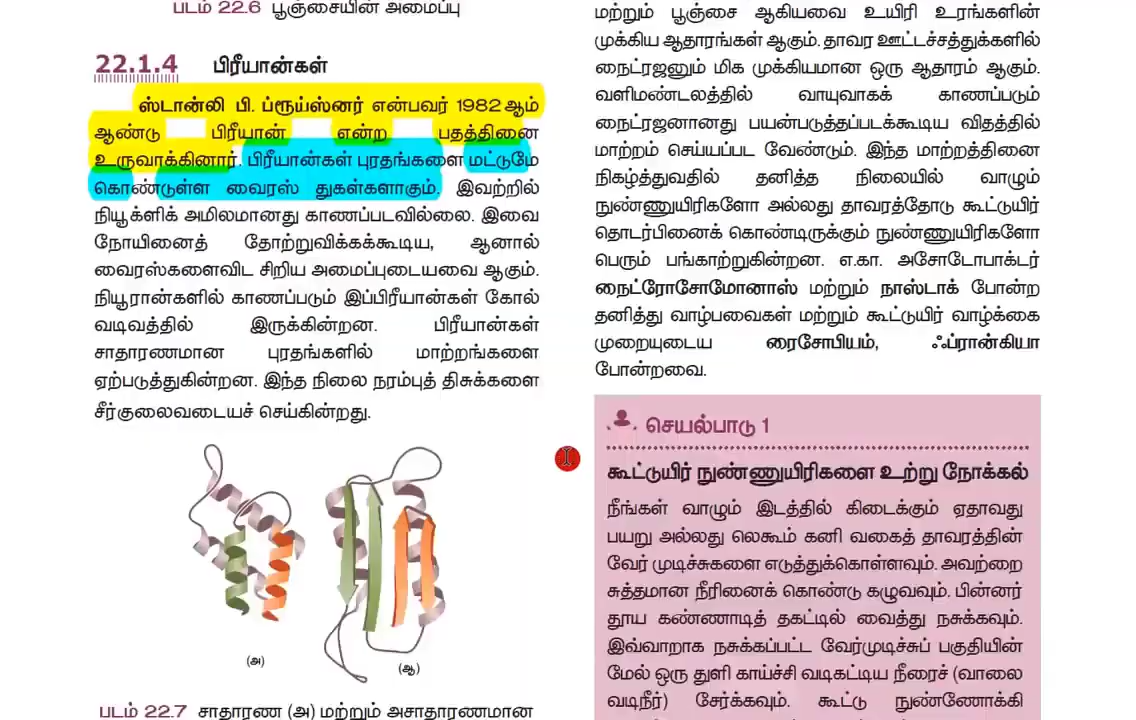 படம் 22.6 பூஞ்சையின் அமைப்பு
22.1.4 பிரீயான்கள்
ஸ்டான்லி பி. ப்ரூய்ஸ்னர் என்பவர் 1982ஆம்
ஆண்டு பிரீயான் என்ற பதத்தினை
உருவாக்கினார். பிரீயான்கள் புரதங்களை மட்டுமே
கொண்டுள்ள வைரஸ் துகள்களாகும். இவற்றில்
நியூக்ளிக் அமிலமானது காணப்படவில்லை. இவை
நோயினைத் தோற்றுவிக்கக்கூடிய, ஆனால்
வைரஸ்களைவிட சிறிய அமைப்புடையவை ஆகும்.
நியூரான்களில் காணப்படும் இப்பிரீயான்கள் கோல்
வடிவத்தில் இருக்கின்றன. பிரீயான்கள்
சாதாரணமான புரதங்களில் மாற்றங்களை
ஏற்படுத்துகின்றன. இந்த நிலை நரம்புத் திசுக்களை
சீர்குலைவடையச் செய்கின்றது.
(அ)
(ஆ)
படம் 22.7 சாதாரண (அ) மற்றும் அசாதாரணமான
மற்றும் பூஞ்சை ஆகியவை உயிரி உரங்களின்
முக்கிய ஆதாரங்கள் ஆகும். தாவர ஊட்டச்சத்துக்களில்
நைட்ரஜனும் மிக முக்கியமான ஒரு ஆதாரம் ஆகும்.
வளிமண்டலத்தில் வாயுவாகக் காணப்படும்
நைட்ரஜனானது பயன்படுத்தப்படக்கூடிய விதத்தில்
மாற்றம் செய்யப்பட வேண்டும். இந்த மாற்றத்தினை
நிகழ்த்துவதில் தனித்த நிலையில் வாழும்
நுண்ணுயிரிகளோ அல்லது தாவரத்தோடு கூட்டுயிர்
தொடர்பினைக் கொண்டிருக்கும் நுண்ணுயிரிகளோ
பெரும் பங்காற்றுகின்றன. எ.கா. அசோடோபாக்டர்
நைட்ரோசோமோனாஸ் மற்றும் நாஸ்டாக் போன்ற
தனித்து வாழ்பவைகள் மற்றும் கூட்டுயிர் வாழ்க்கை
முறையுடைய ரைசோபியம், ஃப்ரான்கியா
போன்றவை.
செயல்பாடு 1
கூட்டுயிர் நுண்ணுயிரிகளை உற்று நோக்கல்
நீங்கள் வாழும் இடத்தில் கிடைக்கும் ஏதாவது
பயறு அல்லது லெகூம் கனி வகைத் தாவரத்தின்
வேர் முடிச்சுகளை எடுத்துக்கொள்ளவும். அவற்றை
சுத்தமான நீரினைக் கொண்டு கழுவவும். பின்னர்
தூய கண்ணாடித் தகட்டில் வைத்து நசுக்கவும்.
இவ்வாறாக நசுக்கப்பட்ட வேர்முடிச்சுப் பகுதியின்
மேல் ஒரு துளி காய்ச்சி வடிகட்டிய நீரைச் (வாலை
வடிநீர்) சேர்க்கவும். கூட்டு நுண்ணோக்கி